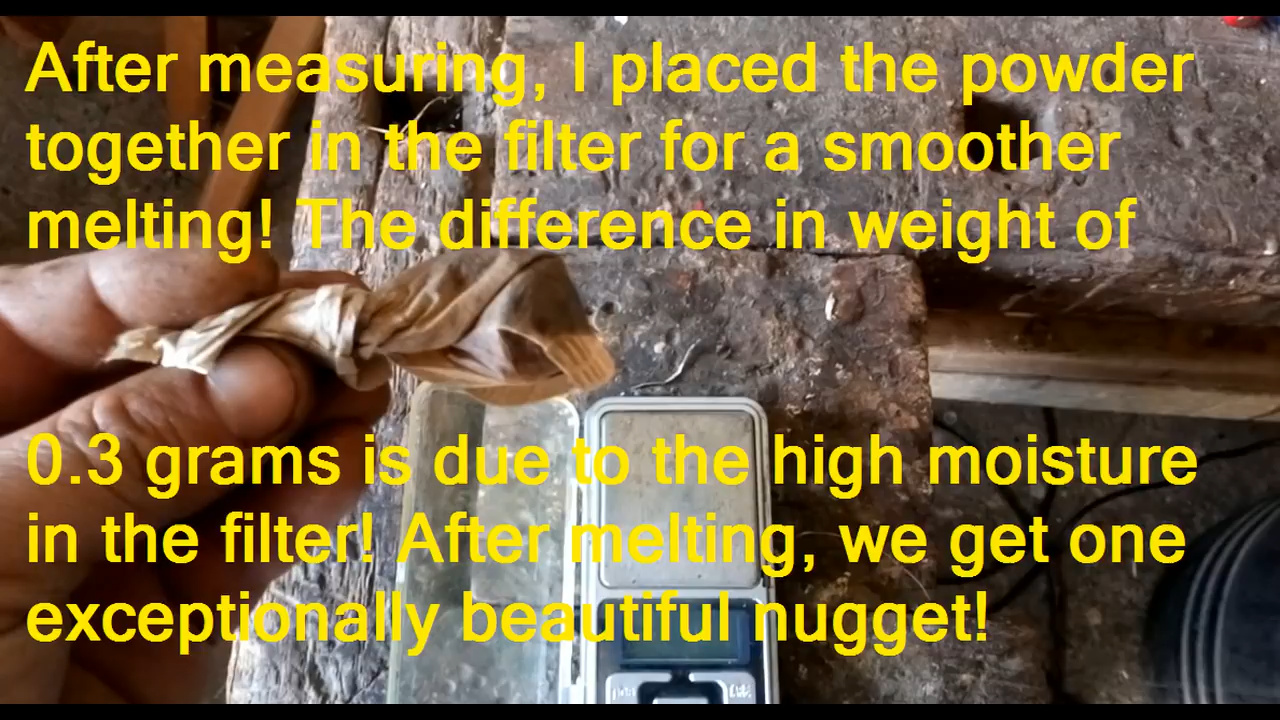 After measuring, I placed the powder
together in the filter for a smoother
melting! The difference in weight of
0.3 grams is due to the high moisture
in the filter! After melting, we get one
exceptionally beautiful nugget!